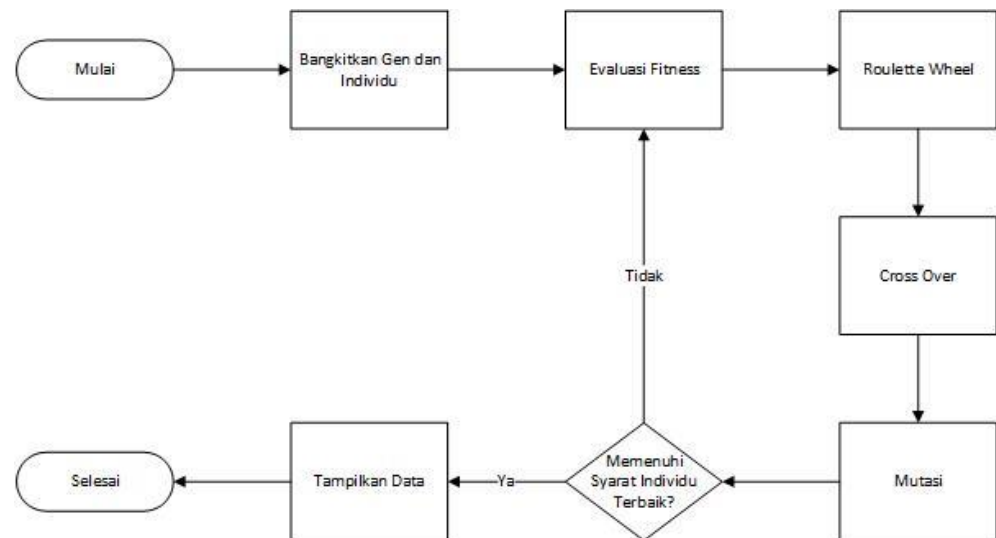 Mulai
Bangkitkan Gen dan
Individu
Evaluasi Fitness
Roulette Wheel
Cross Over
Tidak
Mutasi
Memenuhi
Syarat Individu
Terbaik?
Ya
Tampilkan Data
Selesai